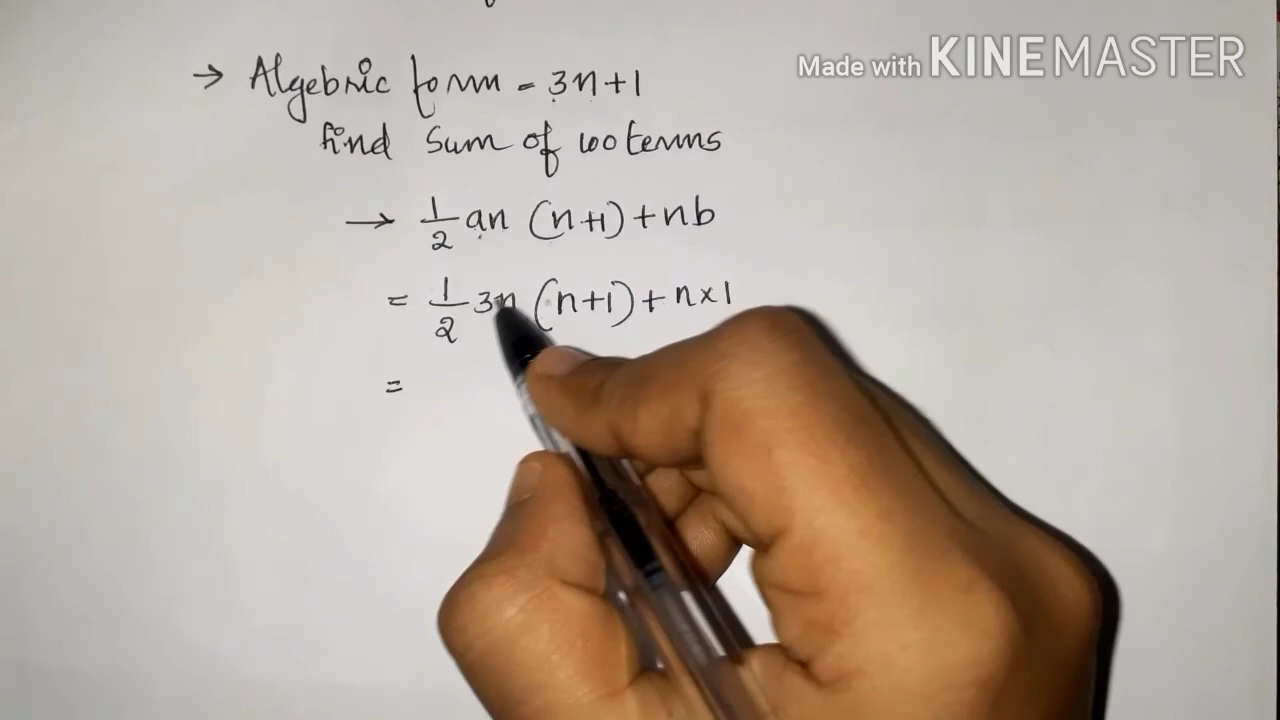 Made with KINEMASTER
→ Algebric form = 3n+1
find sum of 100 terms
→ 1/2 an (n+1) + nb
= 1/2 3n (n+1) + n×1
=